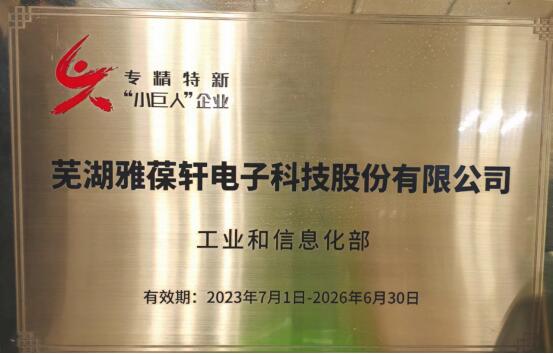 专精特新
“小巨人”企业
芜湖雅葆轩电子科技股份有限公司
工业和信息化部
有效期：2023年7月1日-2026年6月30日